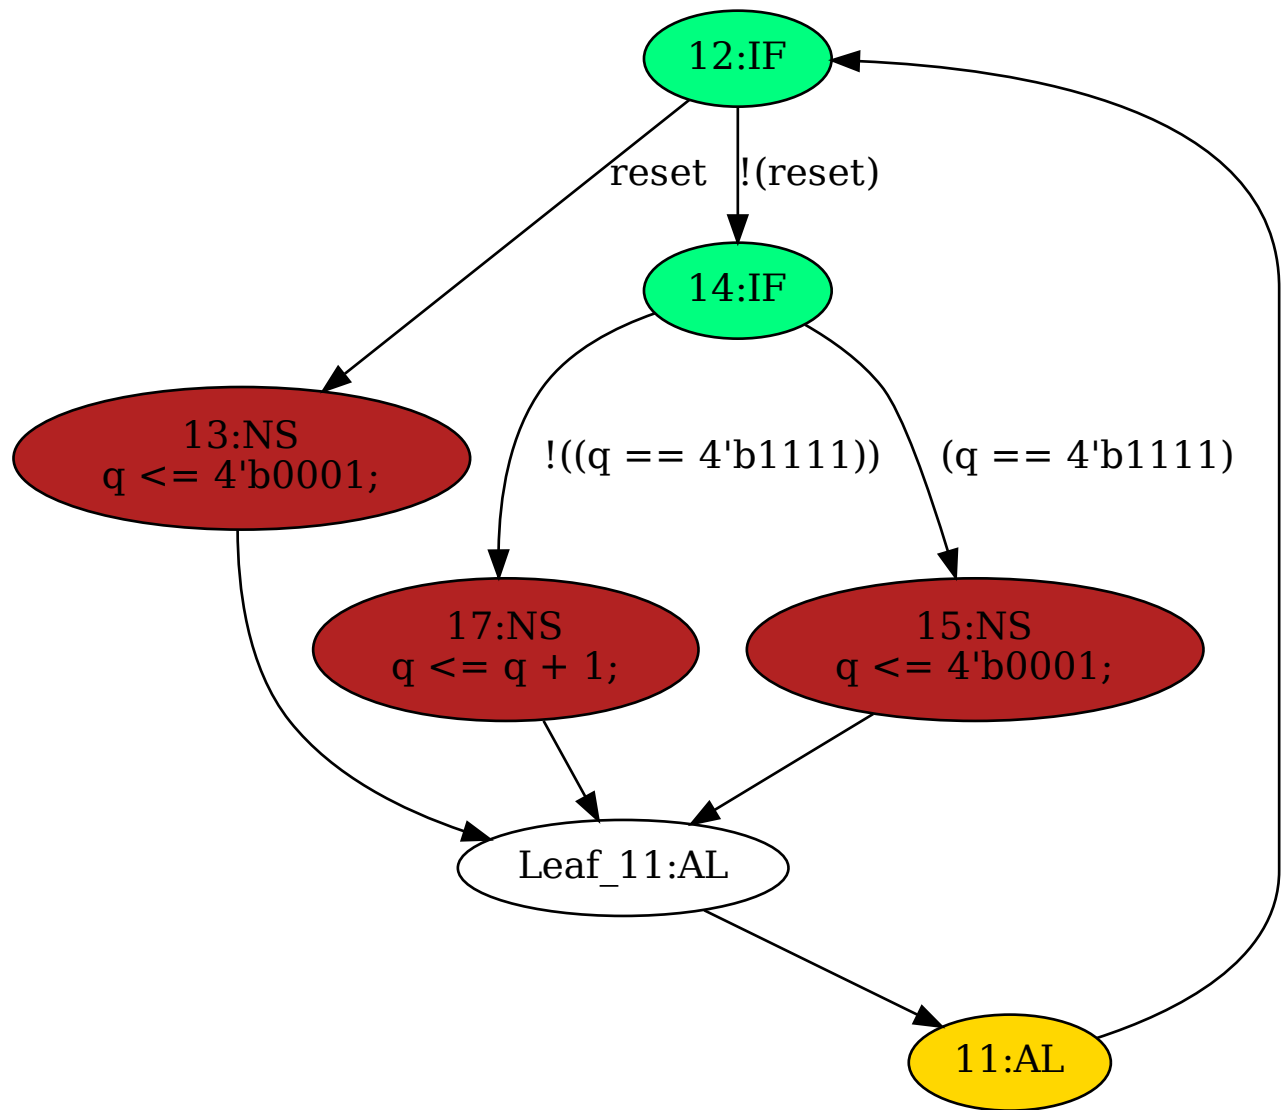 12:IF
reset
!(reset)
14:IF
13:NS
q <= 4'b0001;
!((q == 4'b1111))
(q == 4'b1111)
17:NS
q <= q + 1;
15:NS
q <= 4'b0001;
Leaf_11:AL
11:AL